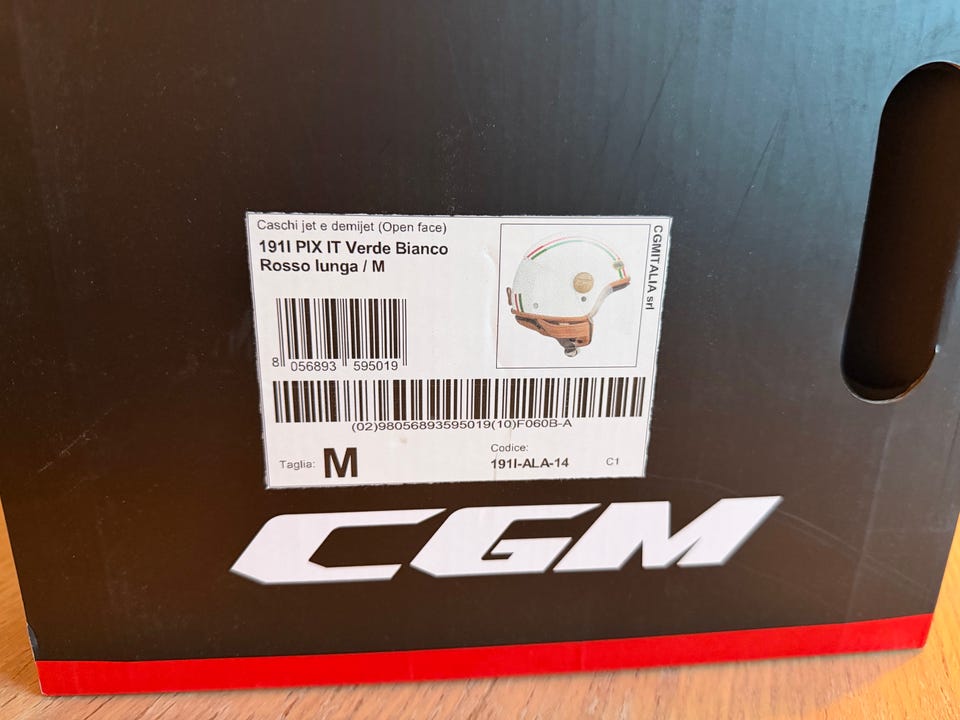 Caschi jet e demijet (Open face)
191I PIX IT Verde Bianco
Rosso lunga / M
CGMITALIA srl
8 056893 595019
(02)98056893595019(10)F060B-A
Taglia: M
Codice:
191I-ALA-14
C1
CGM